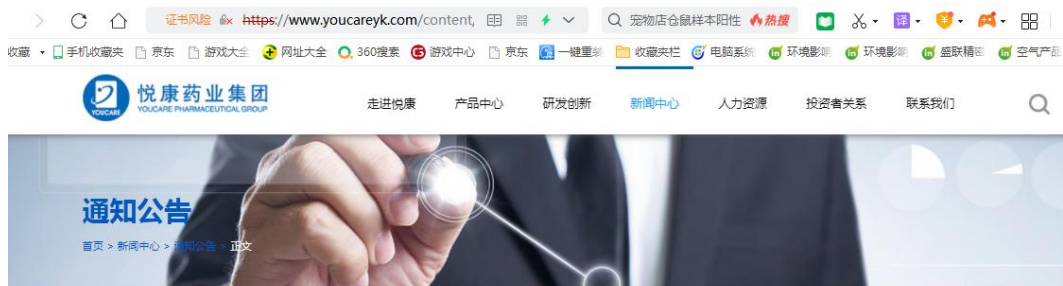 证书风险 https://www.youcareyk.com/content, 宠物店仓鼠样本阳性 热搜 译
收藏 手机收藏夹 京东 游戏大全 网址大全 360搜索 游戏中心 京东 一键重装 收藏夹栏 电脑系统 环境影响 环境影响 盛联精密 空气产品
悦康药业集团
YOUCARE PHARMACEUTICAL GROUP
YOUCARE
走进悦康 产品中心 研发创新 新闻中心 人力资源 投资者关系 联系我们
通知公告
首页 > 新闻中心 > 通知公告 > 正文